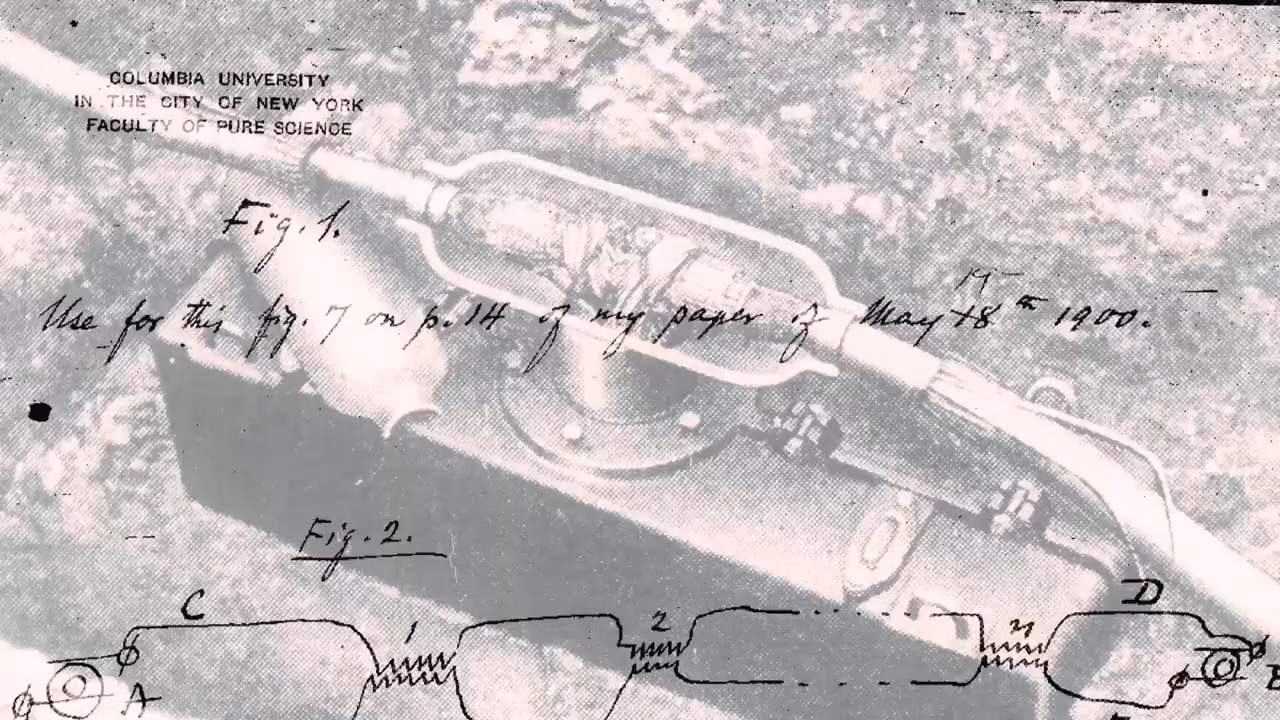 COLUMBIA UNIVERSITY
IN THE CITY OF NEW YORK
FACULTY OF PURE SCIENCE
Fig. 1.
17
Use for this fig. 7 on p. 14 of my paper of May 18th 1900.
Fig. 2.
C
1
2
n
D
A
B